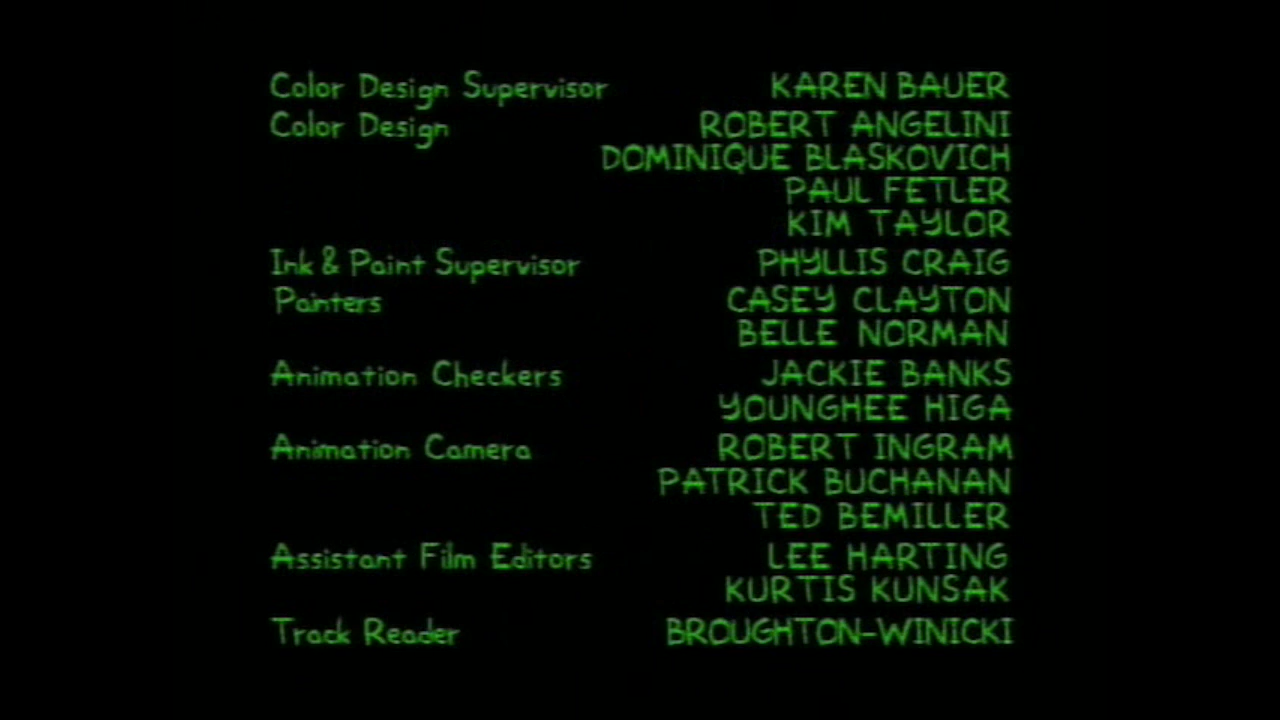 Color Design Supervisor KAREN BAUER
Color Design ROBERT ANGELINI
DOMINIQUE BLASKOVICH
PAUL FETLER
KIM TAYLOR
Ink & Paint Supervisor PHYLLIS CRAIG
Painters CASEY CLAYTON
BELLE NORMAN
Animation Checkers JACKIE BANKS
YOUNGHEE HIGA
Animation Camera ROBERT INGRAM
PATRICK BUCHANAN
TED BEMILLER
Assistant Film Editors LEE HARTING
KURTIS KUNSAK
Track Reader BROUGHTON-WINICKI